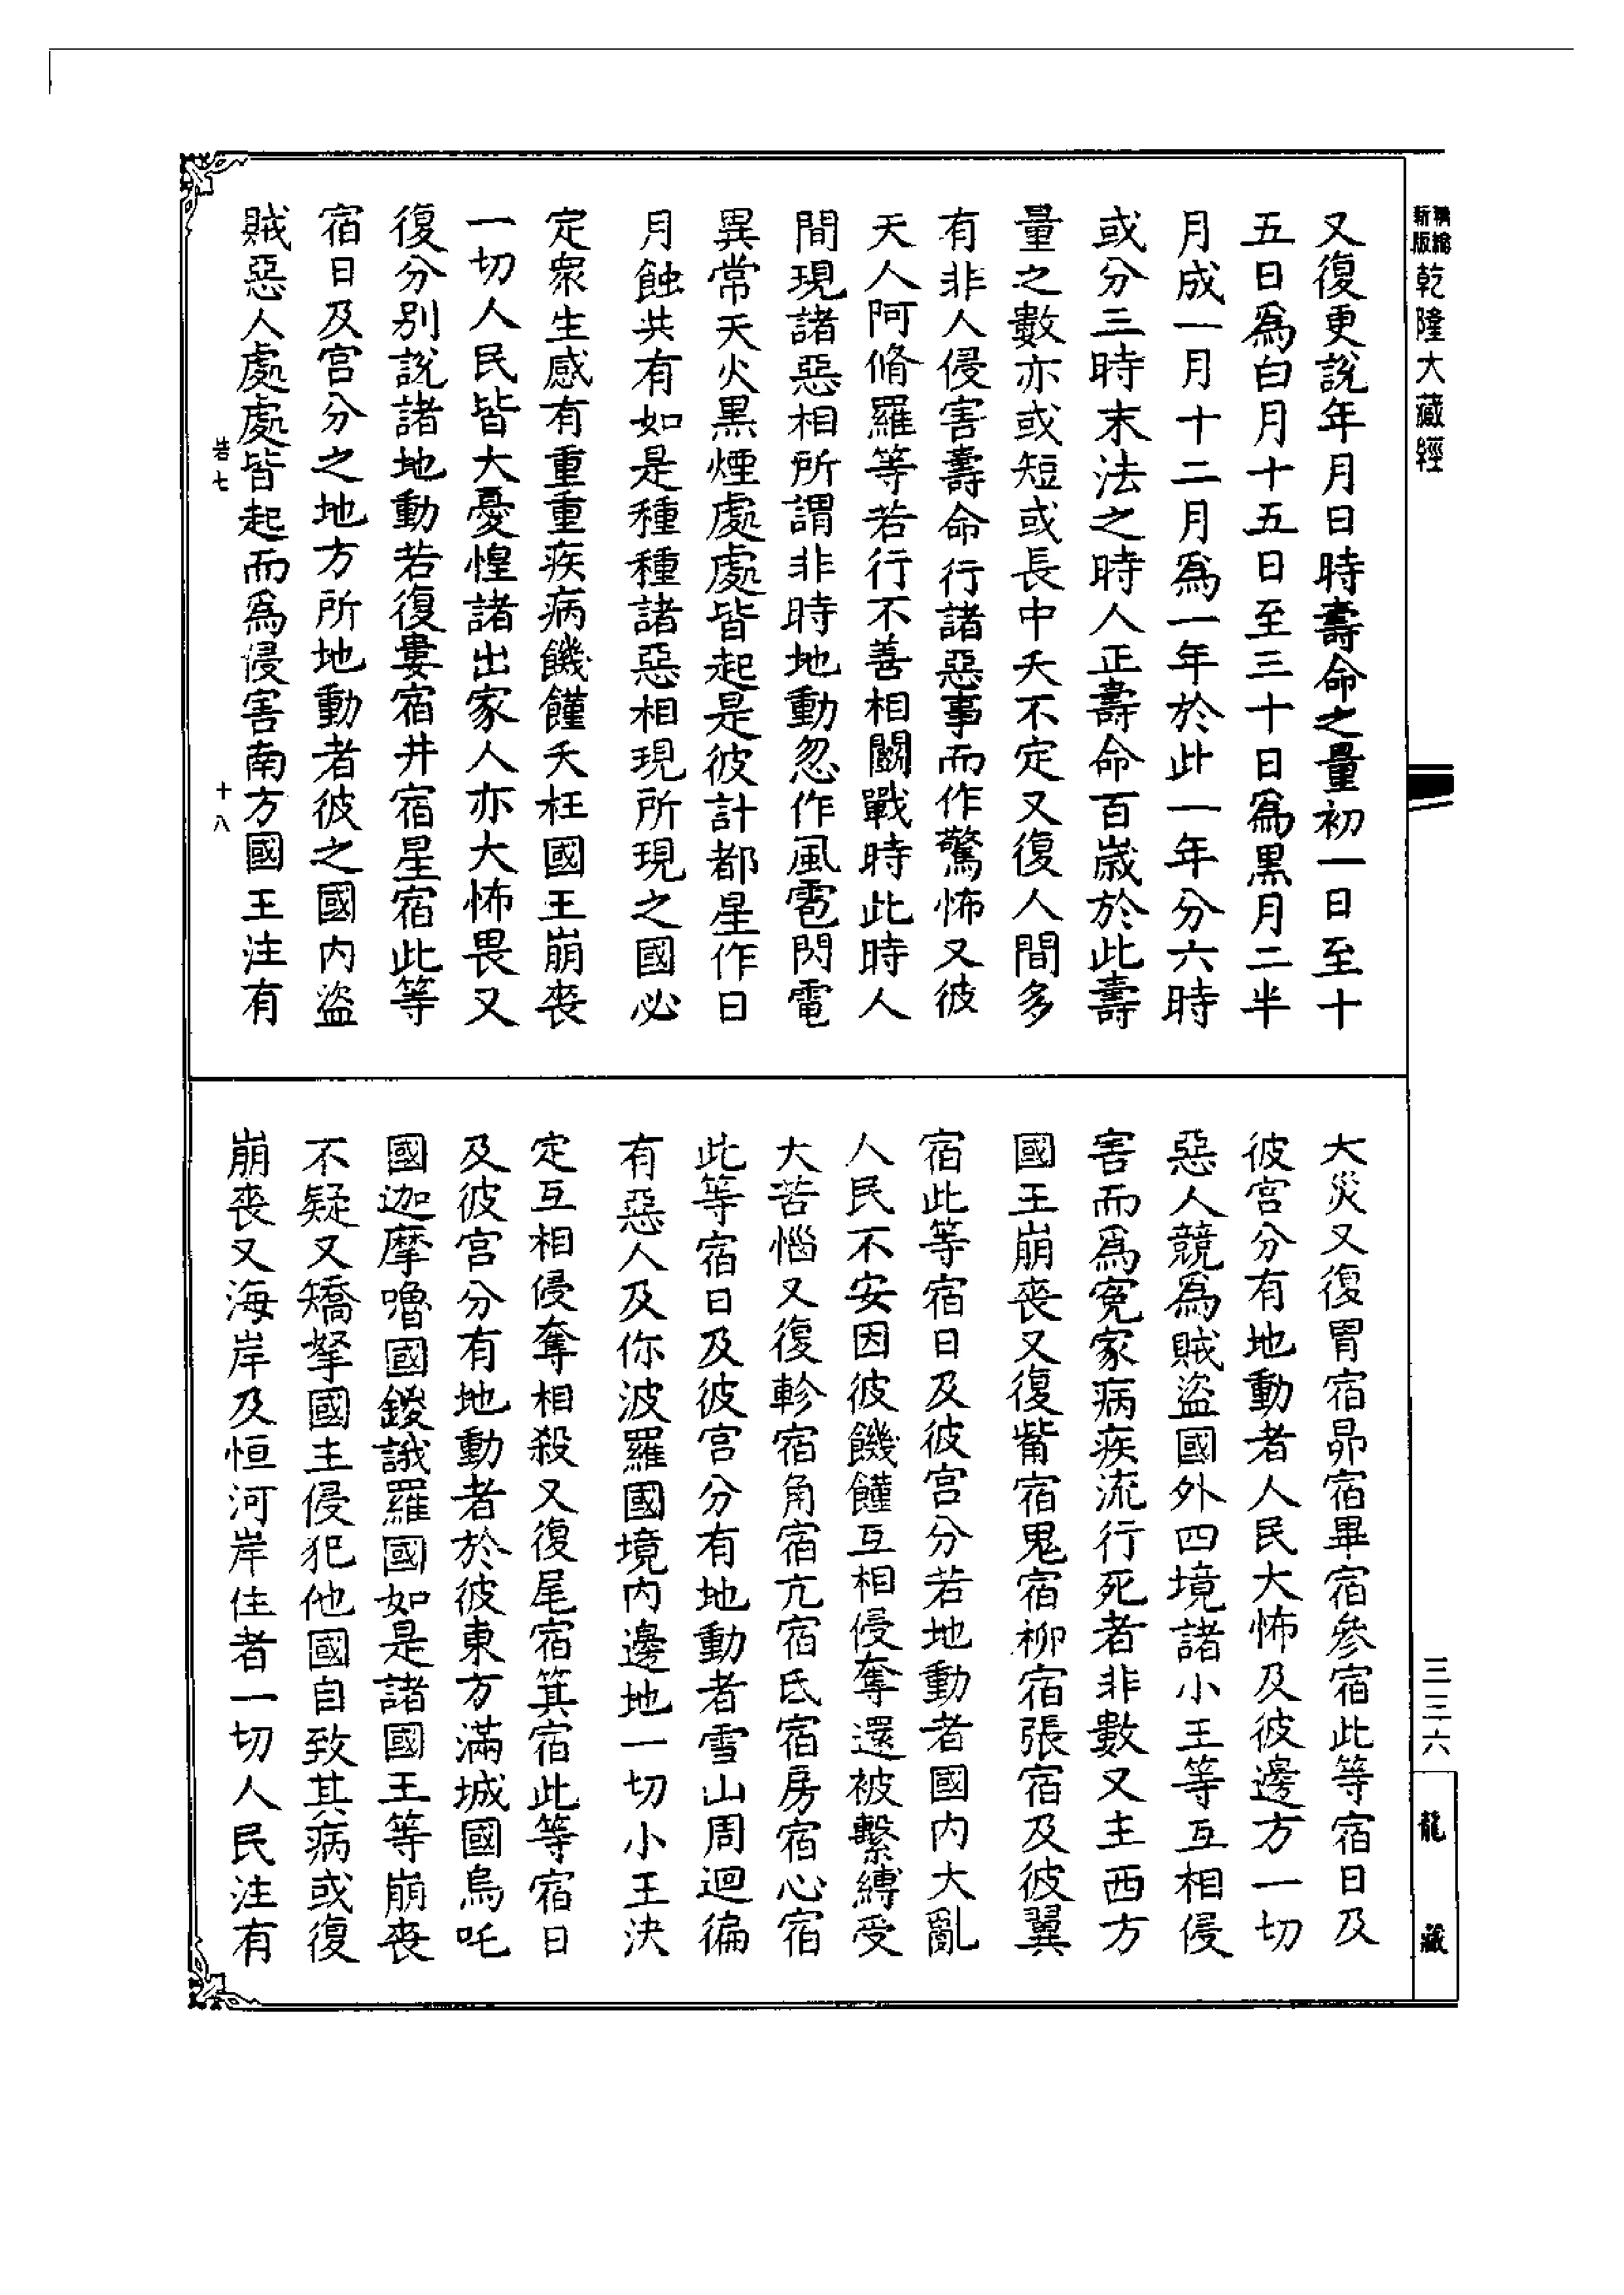 新版
精縮
乾隆大藏經
又復更說年月日時壽命之量初一日至十
五日為白月十五日至三十日為黑月二半
月成一月十二月為一年於此一年分六時
或分三時末法之時人正壽命百歲於此壽
量之數亦或短或長中夭不定又復人間多
有非人侵害壽命行諸惡事而作驚怖又彼
天人阿脩羅等若行不善相鬬戰時此時人
間現諸惡相所謂非時地動忽作風雹閃電
異常天火黑煙處處皆起是彼計都星作日
月蝕共有如是種種諸惡相現所現之國必
定衆生感有重重疾病饑饉夭枉國王崩喪
一切人民皆大憂惶諸出家人亦大怖畏又
復分別說諸地動若復婁宿井宿星宿此等
宿日及宮分之地方所地動者彼之國內盜
賊惡人處處皆起而為侵害南方國王注有
七
十八
大災又復胃宿昴宿畢宿參宿此等宿日及
彼宮分有地動者人民大怖及彼邊方一切
惡人競為賊盜國外四境諸小王等互相侵
害而為寃家病疾流行死者非數又主西方
國王崩喪又復觜宿鬼宿柳宿張宿及彼翼
宿此等宿日及彼宮分若地動者國內大亂
人民不安因彼饑饉互相侵奪還被繫縛受
大苦惱又復軫宿角宿亢宿氐宿房宿心宿
此等宿日及彼宮分有地動者雪山周迴徧
有惡人及你波羅國境內邊地一切小王決
定互相侵奪相殺又復尾宿箕宿此等宿日
及彼宮分有地動者於彼東方滿城國烏吒
國迦摩嚕國鑁誐羅國如是諸國王等崩喪
不疑又矯拏國主侵犯他國自致其病或復
崩喪又海岸及恒河岸住者一切人民注有
三三六
龍藏